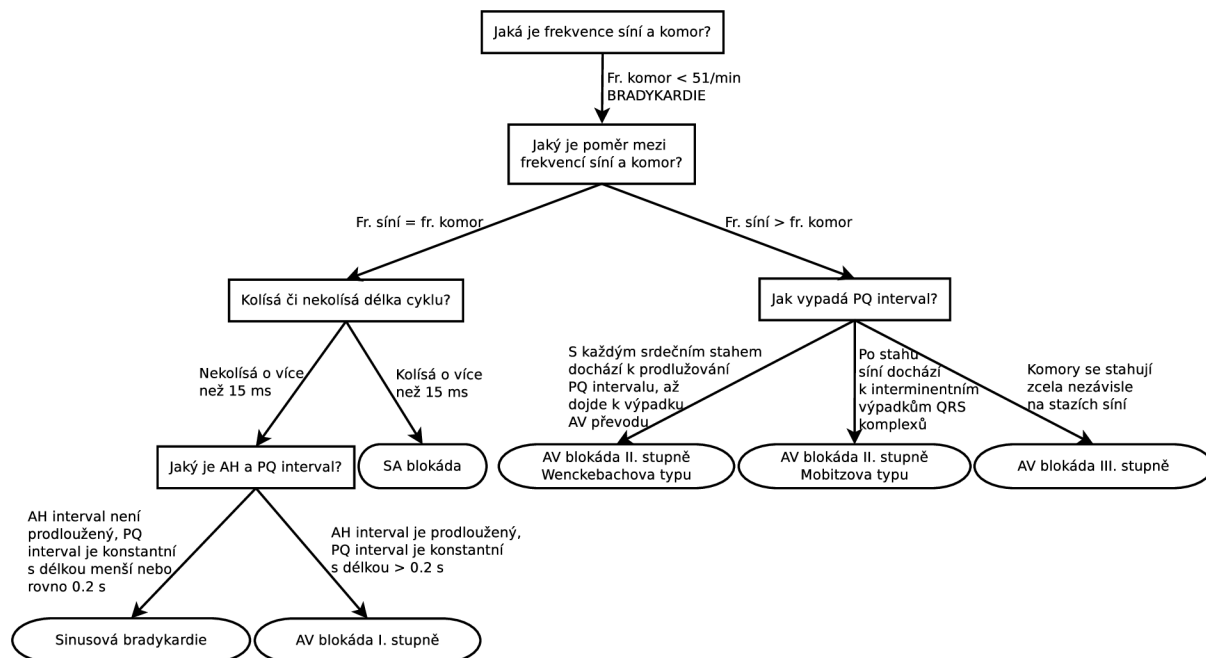 Jaká je frekvence síní a komor?
Fr. komor < 51/min
BRADYKARDIE
Jaký je poměr mezi
frekvencí síní a komor?
Fr. síní = fr. komor
Fr. síní > fr. komor
Kolísá či nekolísá délka cyklu?
Jak vypadá PQ interval?
Nekolísá o více
než 15 ms
Kolísá o více
než 15 ms
S každým srdečním stahem
dochází k prodlužování
PQ intervalu, až
dojde k výpadku
AV převodu
Po stahu
síní dochází
k interminentním
výpadkům QRS
komplexů
Komory se stahují
zcela nezávisle
na stazích síní
Jaký je AH a PQ interval?
SA blokáda
AV blokáda II. stupně
Wenckebachova typu
AV blokáda II. stupně
Mobitzova typu
AV blokáda III. stupně
AH interval není
prodloužený, PQ
interval je konstantní
s délkou menší nebo
rovno 0.2 s
AH interval je prodloužený,
PQ interval je konstantní
s délkou > 0.2 s
Sinusová bradykardie
AV blokáda I. stupně